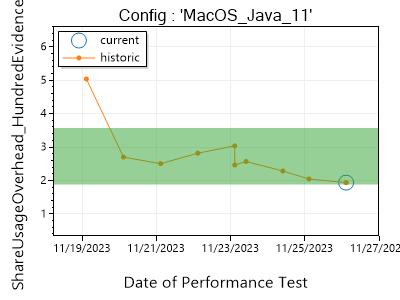 Config : 'MacOS_Java_11'
current
historic
ShareUsageOverhead_HundredEvidence
6
5
4
3
2
1
11/19/2023
11/21/2023
11/23/2023
11/25/2023
11/27/202
Date of Performance Test